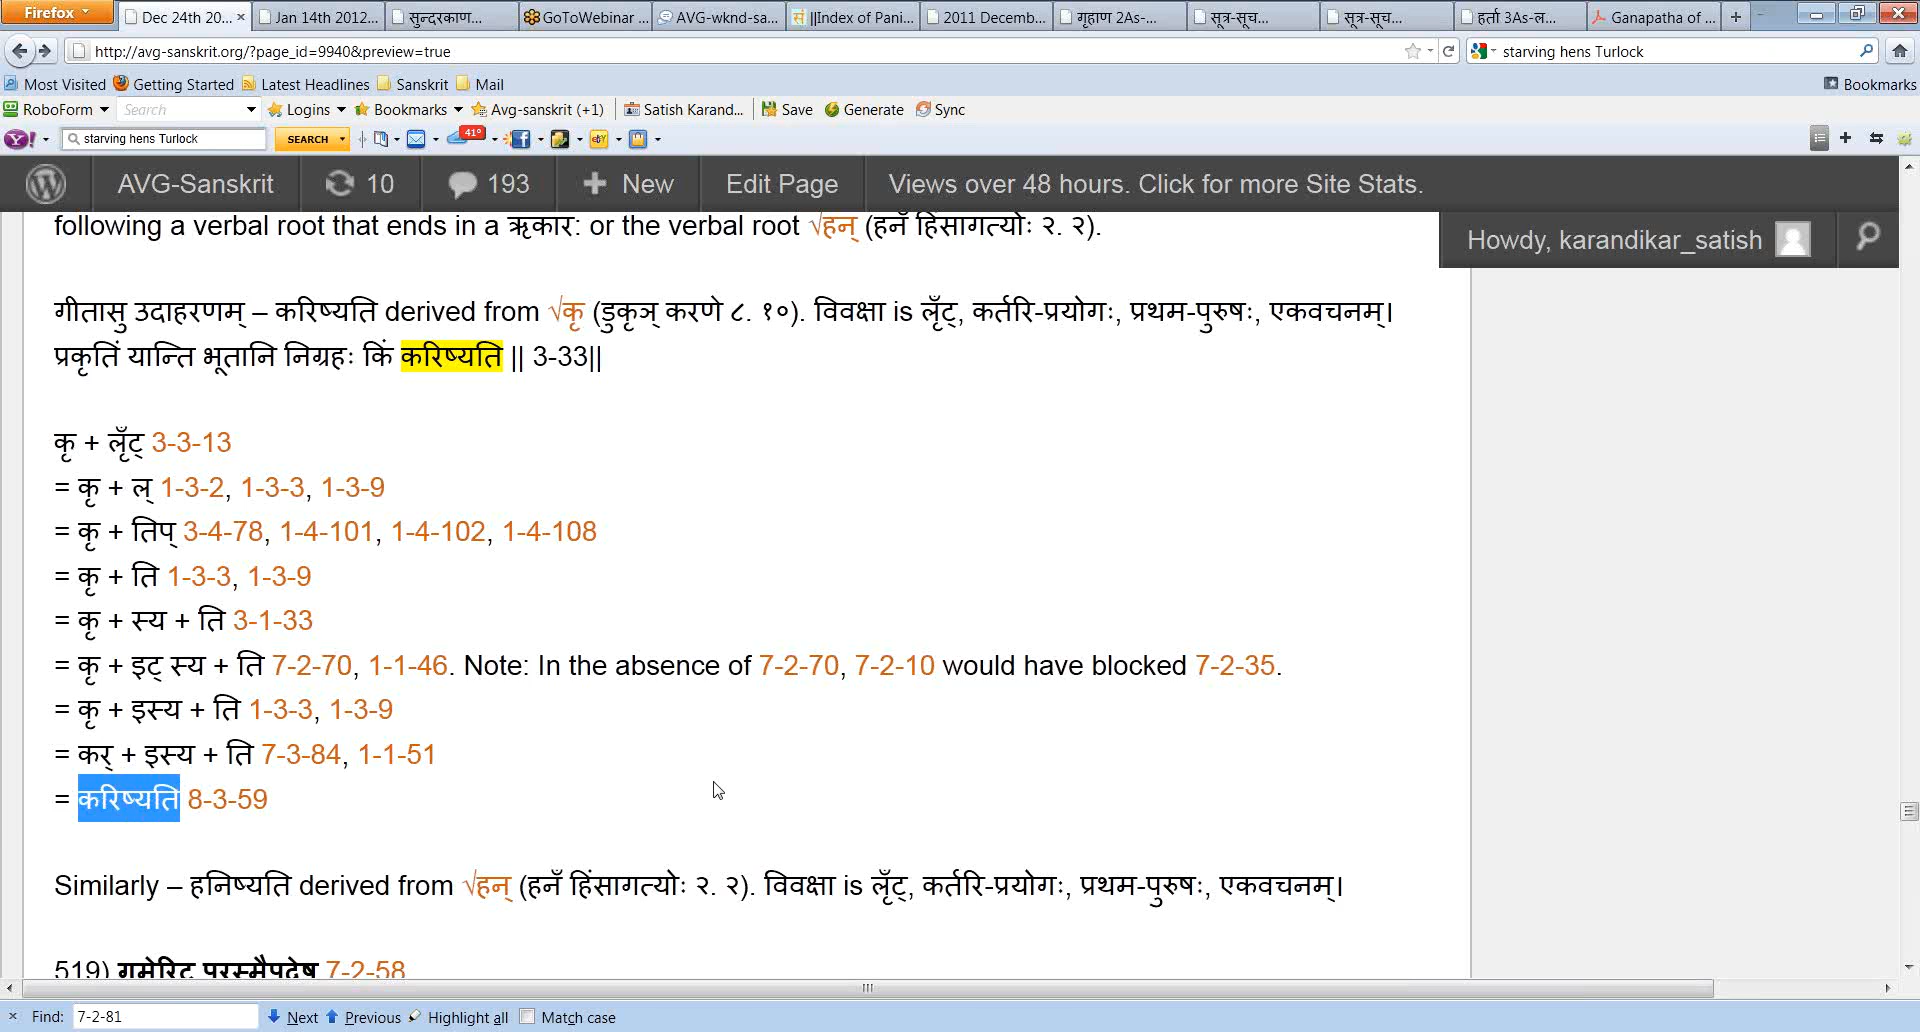 Firefox
Dec 24th 20...
Jan 14th 2012...
सुन्दरकाण...
GoToWebinar ...
AVG-wknd-sa...
||Index of Pani...
2011 Decemb...
गृहाण 2As-...
सूत्र-सूच...
सूत्र-सूच...
हर्ता 3As-ल...
Ganapatha of ...
http://avg-sanskrit.org/?page_id=9940&preview=true
starving hens Turlock
Most Visited Getting Started Latest Headlines Sanskrit Mail
Bookmarks
RoboForm Search Logins Bookmarks Avg-sanskrit (+1) Satish Karand... Save Generate Sync
starving hens Turlock SEARCH 41°
AVG-Sanskrit 10 193 New Edit Page Views over 48 hours. Click for more Site Stats.
Howdy, karandikar_satish
following a verbal root that ends in a ऋकार: or the verbal root √हन् (हनँ हिंसागत्योः २. २).
गीतासु उदाहरणम् – करिष्यति derived from √कृ (डुकृञ् करणे ८. १०). विवक्षा is लृँट्, कर्तरि-प्रयोगः, प्रथम-पुरुषः, एकवचनम्।
प्रकृतिं यान्ति भूतानि निग्रहः किं करिष्यति || 3-33||
कृ + लृँट् 3-3-13
= कृ + ल् 1-3-2, 1-3-3, 1-3-9
= कृ + तिप् 3-4-78, 1-4-101, 1-4-102, 1-4-108
= कृ + ति 1-3-3, 1-3-9
= कृ + स्य + ति 3-1-33
= कृ + इट् स्य + ति 7-2-70, 1-1-46. Note: In the absence of 7-2-70, 7-2-10 would have blocked 7-2-35.
= कृ + इस्य + ति 1-3-3, 1-3-9
= कर् + इस्य + ति 7-3-84, 1-1-51
= करिष्यति 8-3-59
Similarly – हनिष्यति derived from √हन् (हनँ हिंसागत्योः २. २). विवक्षा is लृँट्, कर्तरि-प्रयोगः, प्रथम-पुरुषः, एकवचनम्।
519) गमेरिट् परस्मैपदेषु 7-2-58
Find: 7-2-81 Next Previous Highlight all Match case